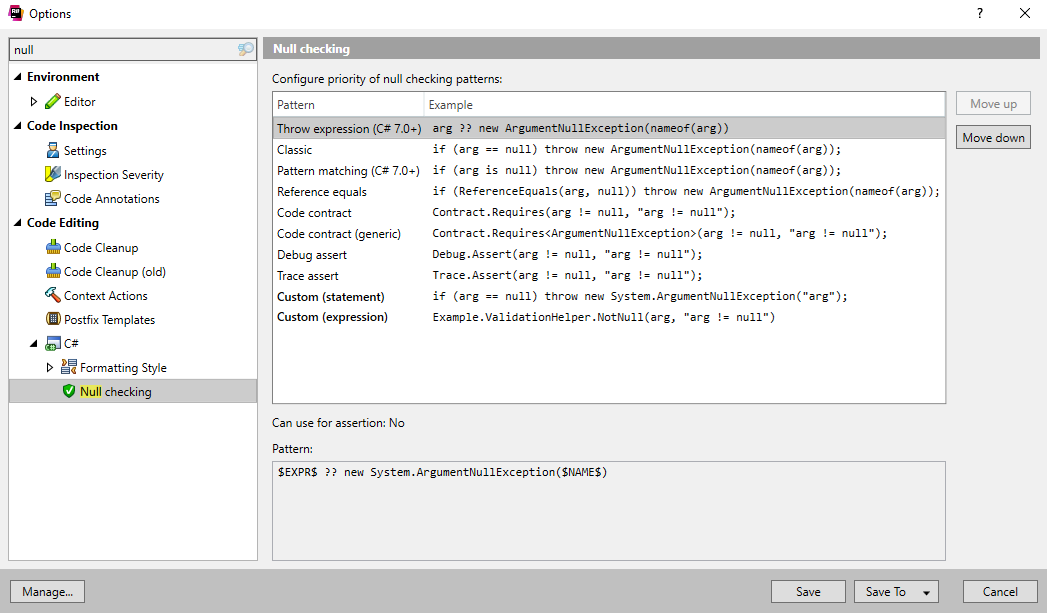 R#
Options
?
null
Environment
Editor
Code Inspection
Settings
Inspection Severity
Code Annotations
Code Editing
Code Cleanup
Code Cleanup (old)
Context Actions
Postfix Templates
C#
Formatting Style
Null checking
Null checking
Configure priority of null checking patterns:
Pattern Example
Throw expression (C# 7.0+) arg ?? new ArgumentNullException(nameof(arg))
Classic if (arg == null) throw new ArgumentNullException(nameof(arg));
Pattern matching (C# 7.0+) if (arg is null) throw new ArgumentNullException(nameof(arg));
Reference equals if (ReferenceEquals(arg, null)) throw new ArgumentNullException(nameof(arg));
Code contract Contract.Requires(arg != null, "arg != null");
Code contract (generic) Contract.Requires<ArgumentNullException>(arg != null, "arg != null");
Debug assert Debug.Assert(arg != null, "arg != null");
Trace assert Trace.Assert(arg != null, "arg != null");
Custom (statement) if (arg == null) throw new System.ArgumentNullException("arg");
Custom (expression) Example.ValidationHelper.NotNull(arg, "arg != null")
Move up
Move down
Can use for assertion: No
Pattern:
$EXPR$ ?? new System.ArgumentNullException($NAME$)
Manage...
Save
Save To
Cancel